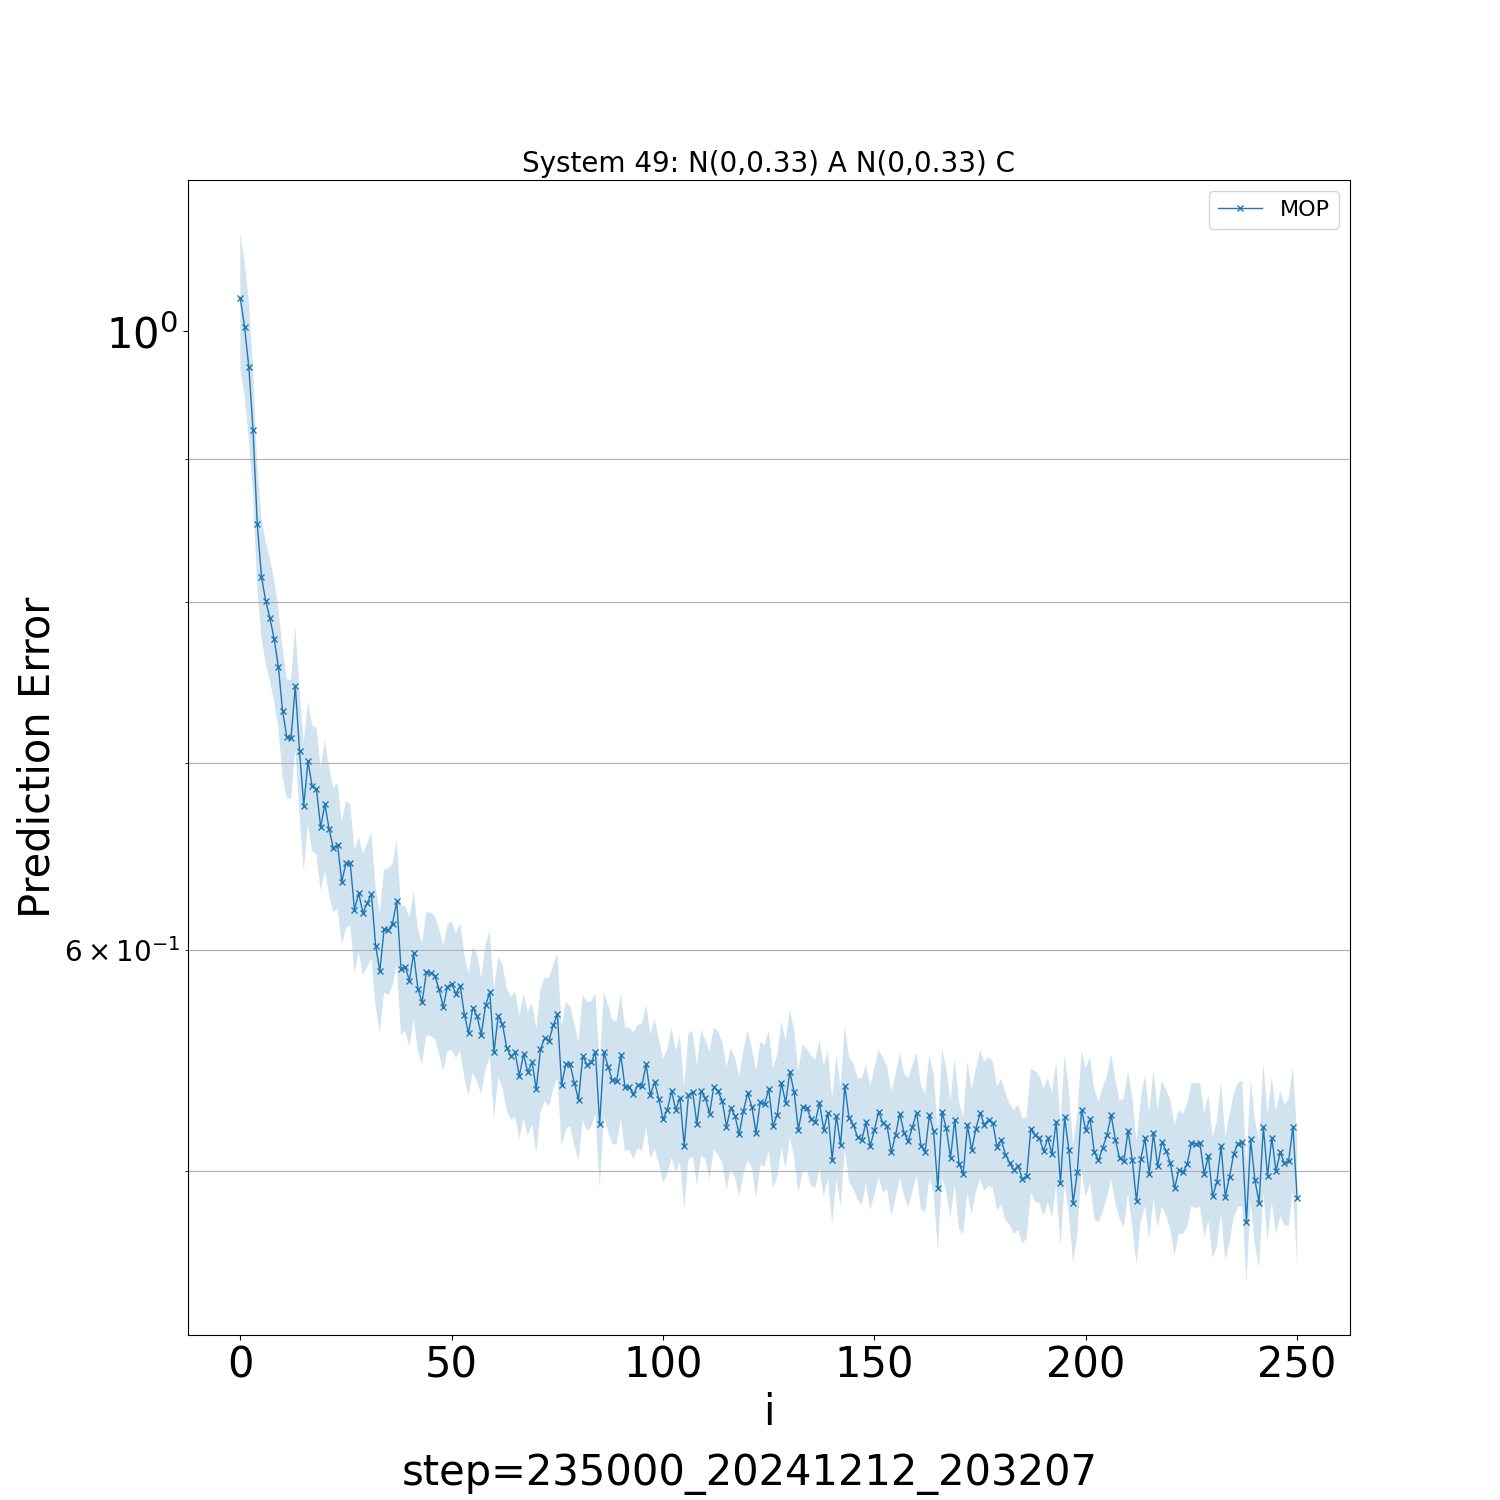 System 49: N(0,0.33) A N(0,0.33) C
MOP
10⁰
6 × 10⁻¹
Prediction Error
0 50 100 150 200 250
i
step=235000_20241212_203207